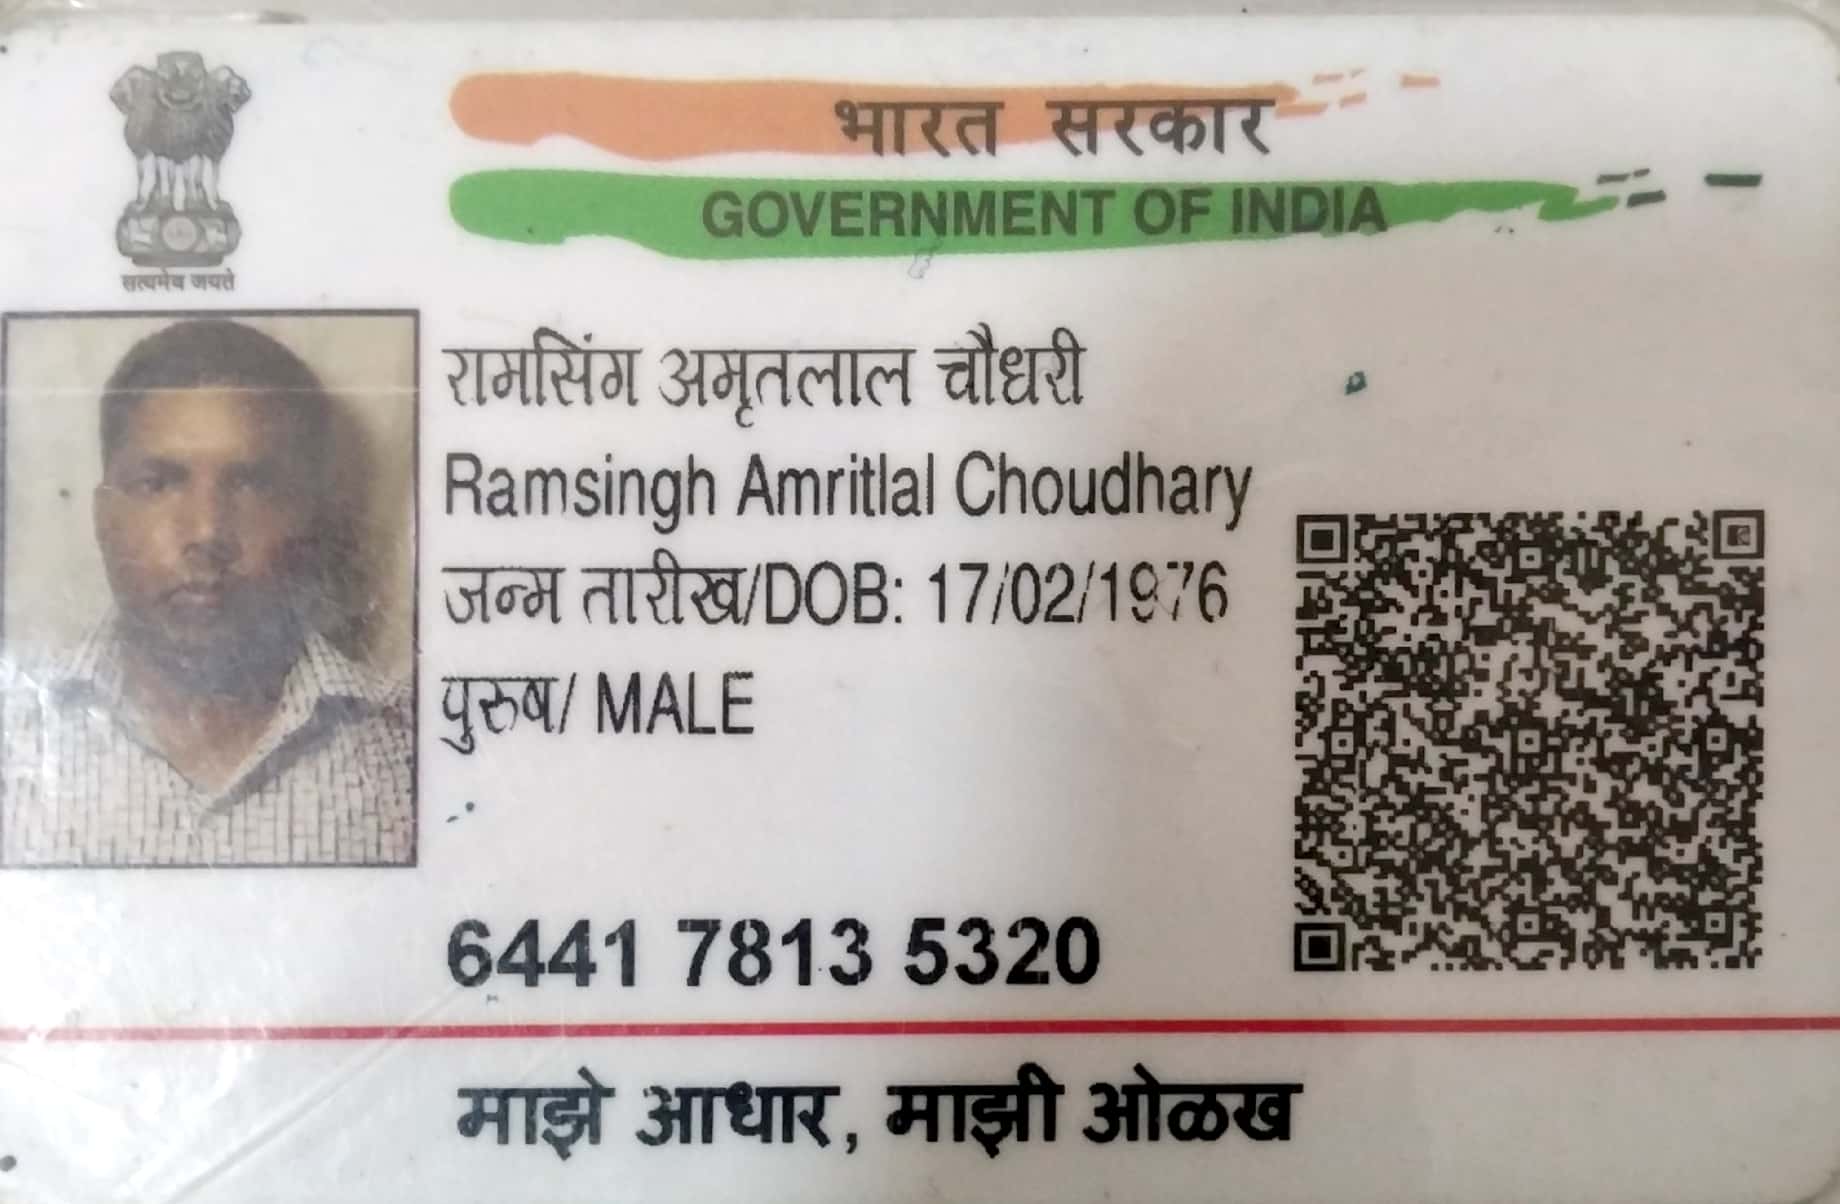 भारत सरकार
GOVERNMENT OF INDIA
सत्यमेव जयते
रामसिंग अमृतलाल चौधरी
Ramsingh Amritlal Choudhary
जन्म तारीख/DOB: 17/02/1976
पुरुष/ MALE
6441 7813 5320
माझे आधार, माझी ओळख